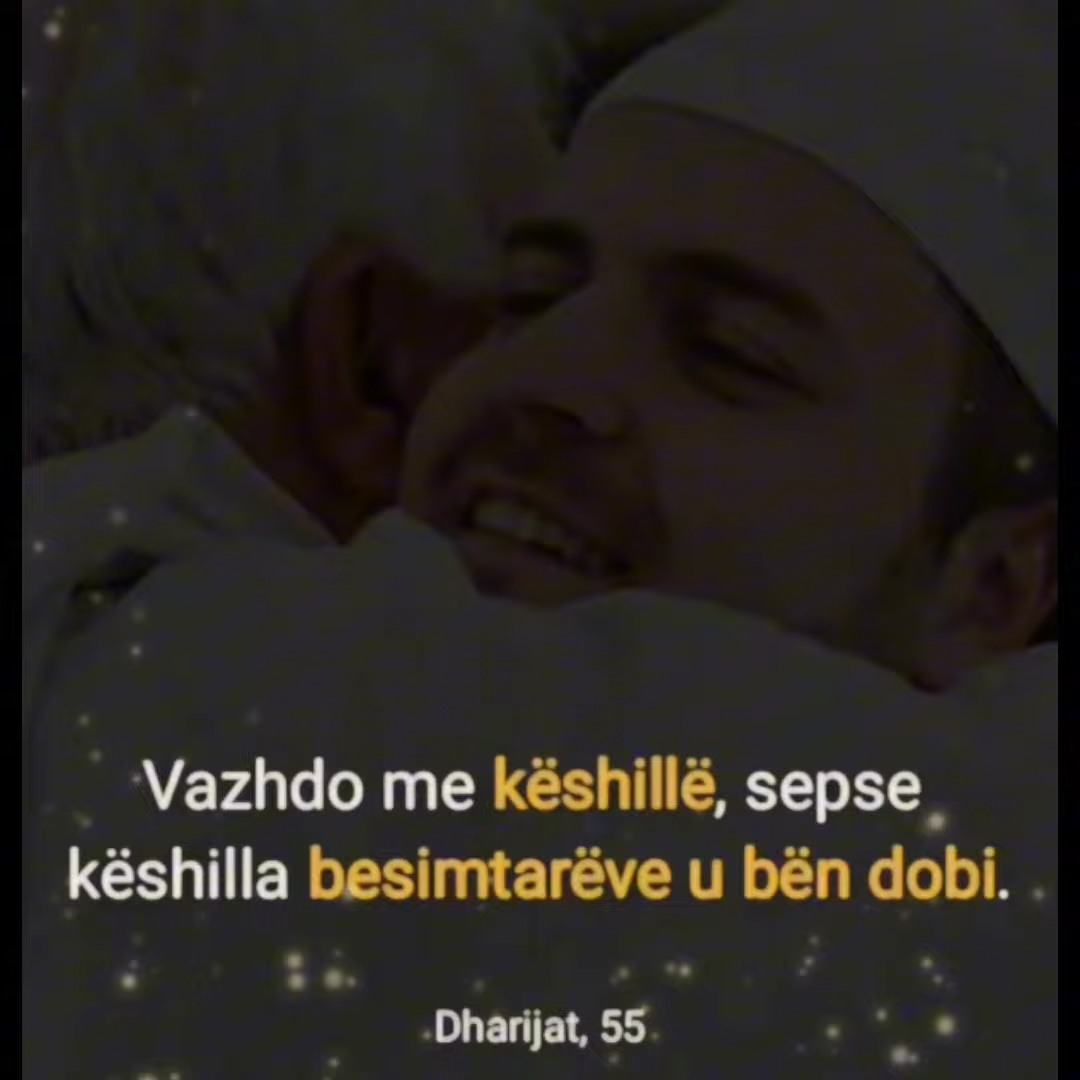 Vazhdo me këshillë, sepse
këshilla besimtarëve u bën dobi.
Dharijat, 55